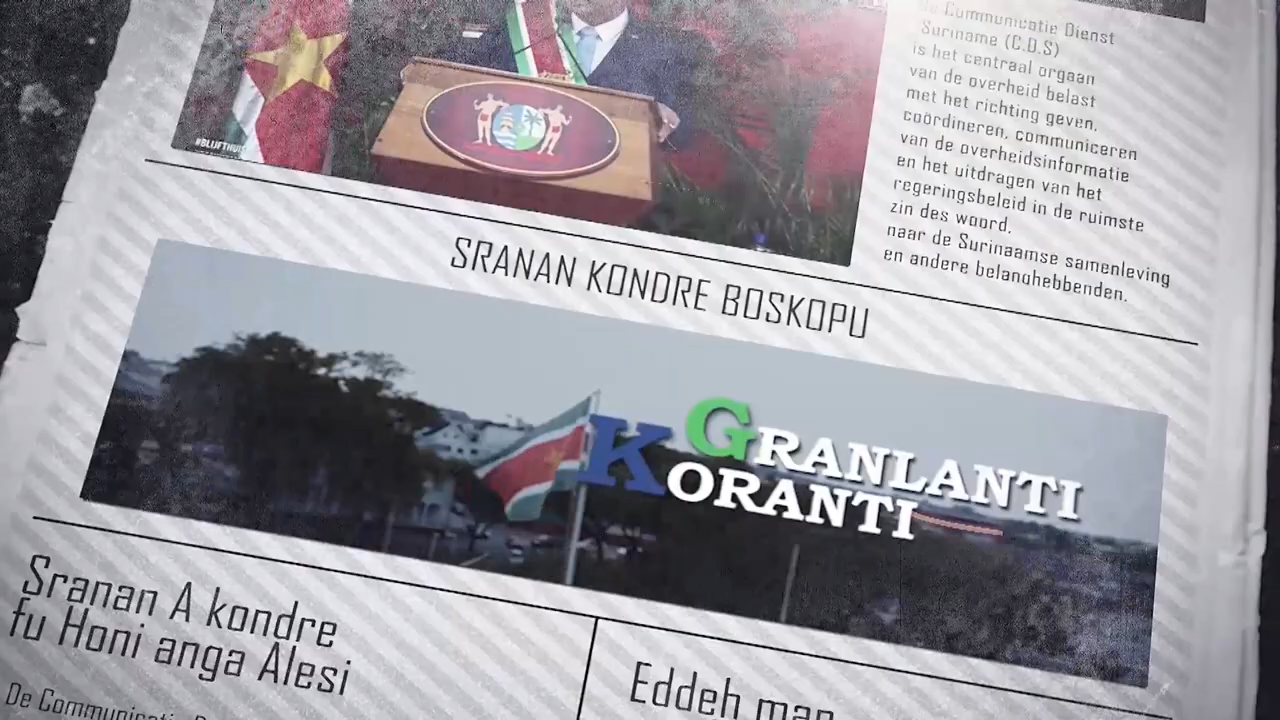 #BLIJFTHUIS
De Communicatie Dienst
Suriname (C.D.S)
is het centraal orgaan
van de overheid belast
met het richting geven,
coördineren, communiceren
van de overheidsinformatie
en het uitdragen van het
regeringsbeleid in de ruimste
zin des woord.
naar de Surinaamse samenleving
en andere belanghebbenden.
SRANAN KONDRE BOSKOPU
GRANLANTI
KORANTI
Sranan A kondre
fu Honi anga Alesi
Eddeh man
De